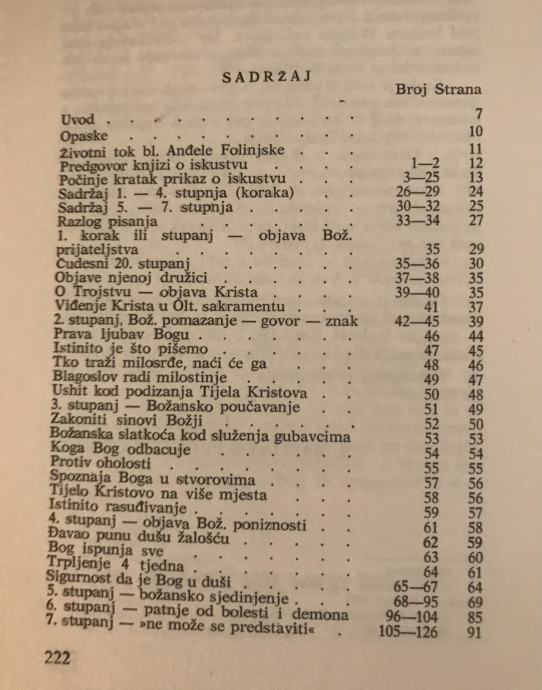 SADRŽAJ
Broj Strana
Uvod . . . . . . . . . . 7
Opaske . . . . . . . . . 10
Životni tok bl. Anđele Folinjske . . . 11
Predgovor knjizi o iskustvu . . . 1—2 12
Počinje kratak prikaz o iskustvu . . . 3—25 13
Sadržaj 1. — 4. stupnja (koraka) . . 26—29 24
Sadržaj 5. — 7. stupnja . . . . . 30—32 25
Razlog pisanja . . . . . . . 33—34 27
1. korak ili stupanj — objava Bož.
prijateljstva . . . . . . . 35 29
Čudesni 20. stupanj . . . . . . 35—36 30
Objave njenoj družici . . . . . 37—38 35
O Trojstvu — objava Krista . . . . 39—40 35
Viđenje Krista u Olt. sakramentu . . . 41 37
2. stupanj, Bož. pomazanje — govor — znak 42—45 39
Prava ljubav Bogu . . . . . . . 46 44
Istinito je što pišemo . . . . . . 47 45
Tko traži milosrđe, naći će ga . . . . 48 46
Blagoslov radi milostinje . . . . . 49 47
Ushit kod podizanja Tijela Kristova . . 50 48
3. stupanj — Božansko poučavanje . . 51 49
Zakoniti sinovi Božji . . . . . . 52 50
Božanska slatkoća kod služenja gubavcima 53 53
Koga Bog odbacuje . . . . . . 54 54
Protiv oholosti . . . . . . . 55 55
Spoznaja Boga u stvorovima . . . . 57 56
Tijelo Kristovo na više mjesta . . . 58 56
Istinito rasuđivanje . . . . . . 59 57
4. stupanj — objava Bož. poniznosti . . 61 58
Đavao punu dušu žalošću . . . . 62 59
Bog ispunja sve . . . . . . 63 60
Trpljenje 4 tjedna . . . . . . 64 61
Sigurnost da je Bog u duši . . . . 65—67 64
5. stupanj — božansko sjedinjenje . . . 68—95 69
6. stupanj — patnje od bolesti i demona 96—104 85
7. stupanj — »ne može se predstaviti« . 105—126 91
222